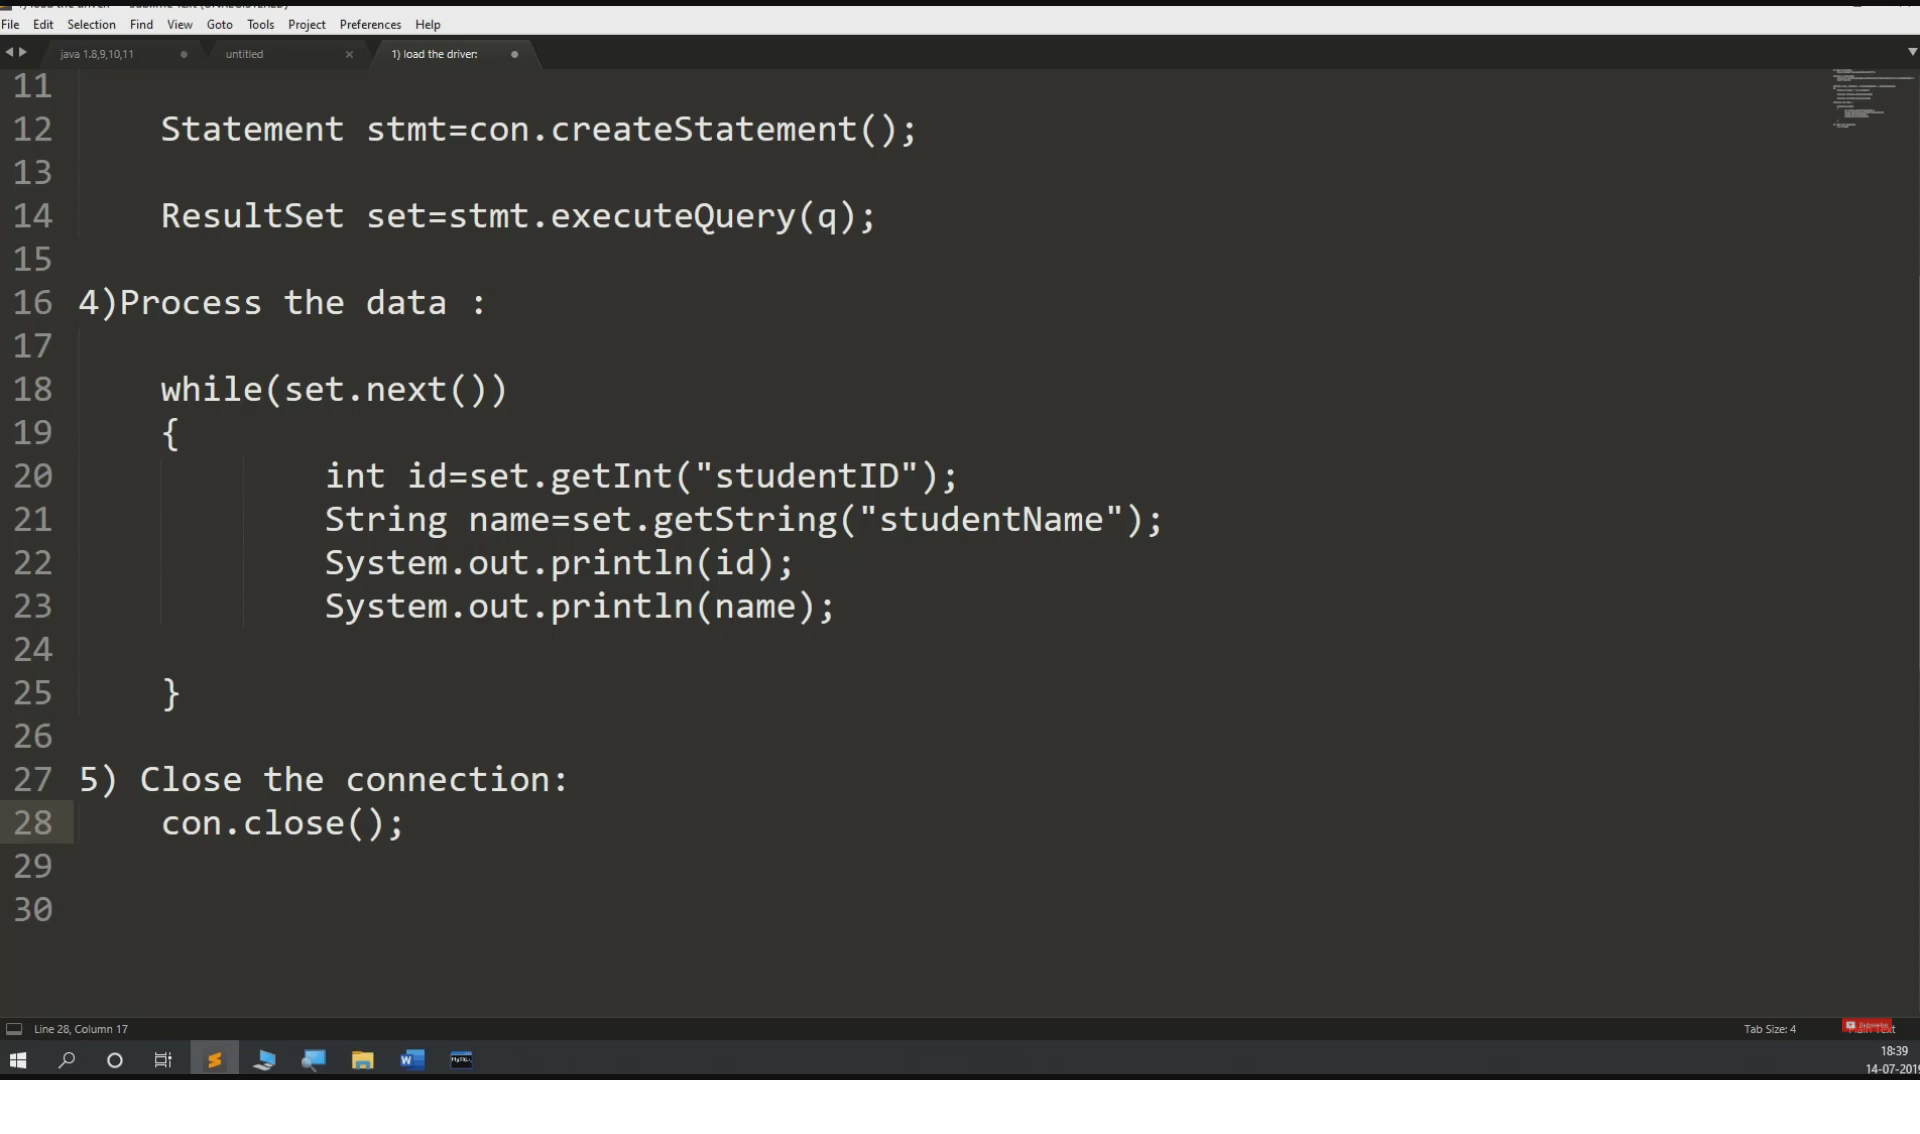 File Edit Selection Find View Goto Tools Project Preferences Help
java 1.8,9,10,11 untitled 1) load the driver:
11
12 Statement stmt=con.createStatement();
13
14 ResultSet set=stmt.executeQuery(q);
15
16 4)Process the data :
17
18 while(set.next())
19 {
20 int id=set.getInt("studentID");
21 String name=set.getString("studentName");
22 System.out.println(id);
23 System.out.println(name);
24
25 }
26
27 5) Close the connection:
28 con.close();
29
30
Line 28, Column 17 Tab Size: 4
18:39
14-07-2019